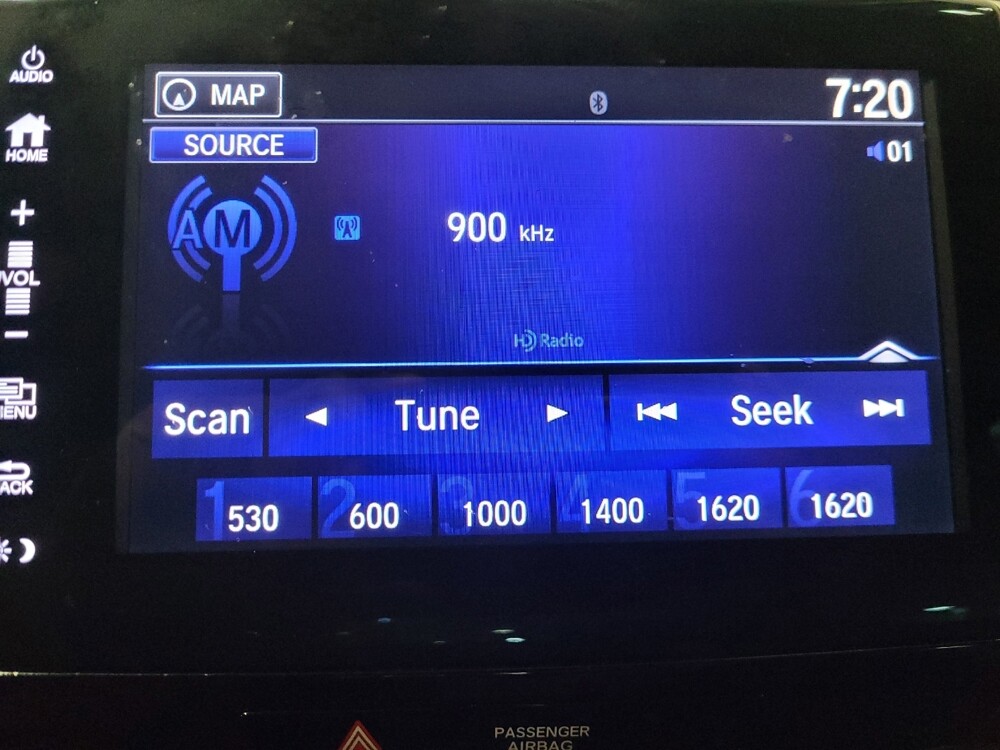 AUDIO
MAP
7:20
HOME
SOURCE
01
AM
900 kHz
VOL
HD Radio
MENU
Scan
Tune
Seek
BACK
1 530
2 600
3 1000
4 1400
5 1620
6 1620
PASSENGER
AIRBAG